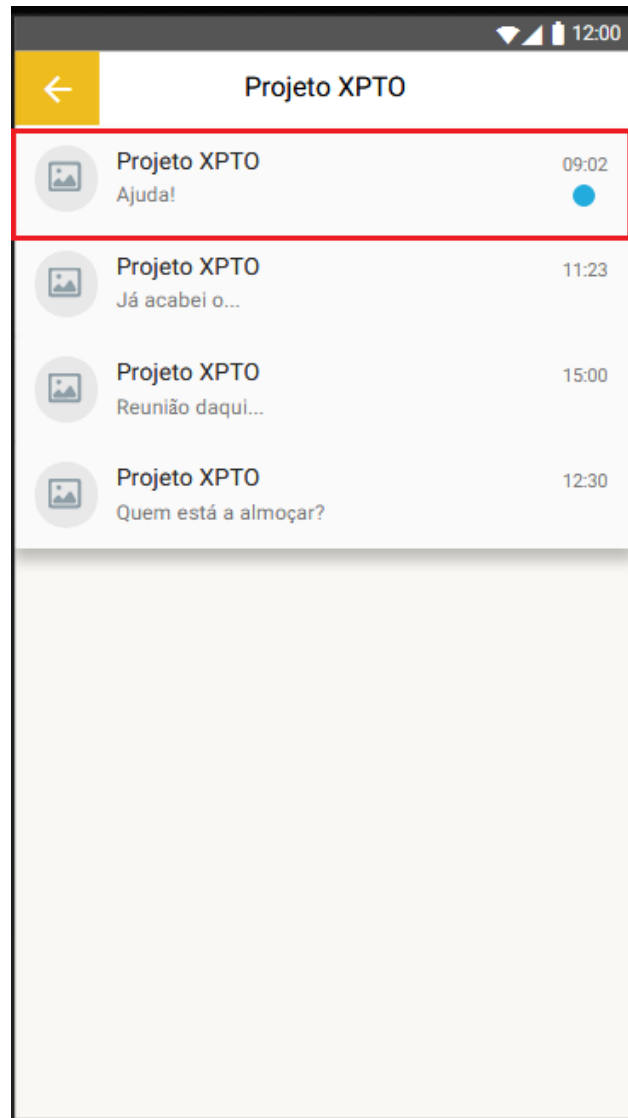 12:00
Projeto XPTO
Projeto XPTO
09:02
Ajuda!
Projeto XPTO
11:23
Já acabei o...
Projeto XPTO
15:00
Reunião daqui...
Projeto XPTO
12:30
Quem está a almoçar?